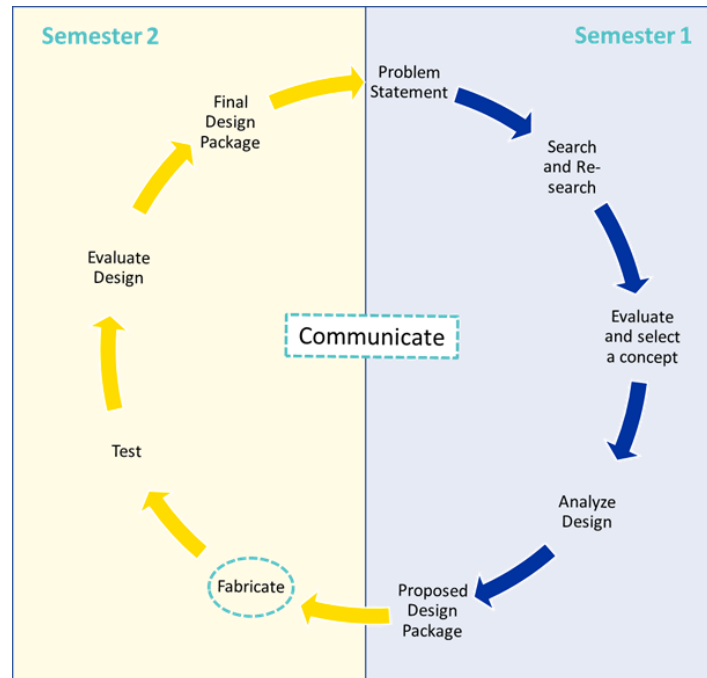 Semester 2
Semester 1
Problem
Statement
Search
and Re-
search
Evaluate
and select
a concept
Analyze
Design
Proposed
Design
Package
Fabricate
Test
Evaluate
Design
Final
Design
Package
Communicate